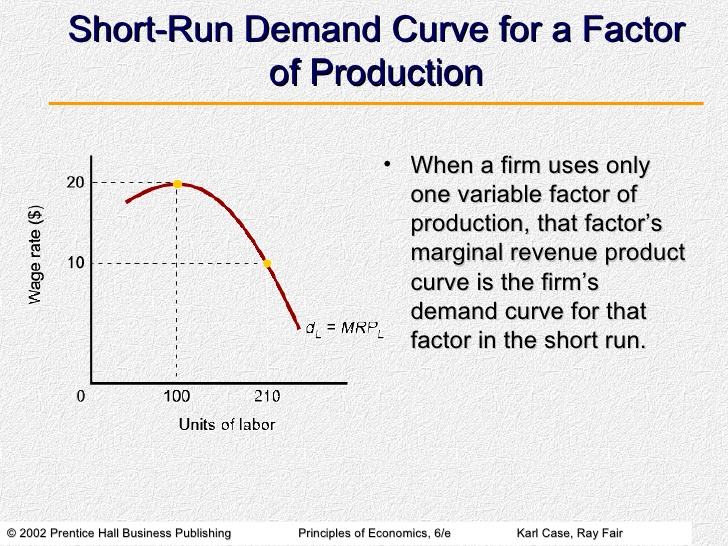 Short-Run Demand Curve for a Factor
of Production
20
10
Wage rate ($)
0
100
210
Units of labor
dL = MRPL
• When a firm uses only
one variable factor of
production, that factor’s
marginal revenue product
curve is the firm’s
demand curve for that
factor in the short run.
© 2002 Prentice Hall Business Publishing
Principles of Economics, 6/e
Karl Case, Ray Fair